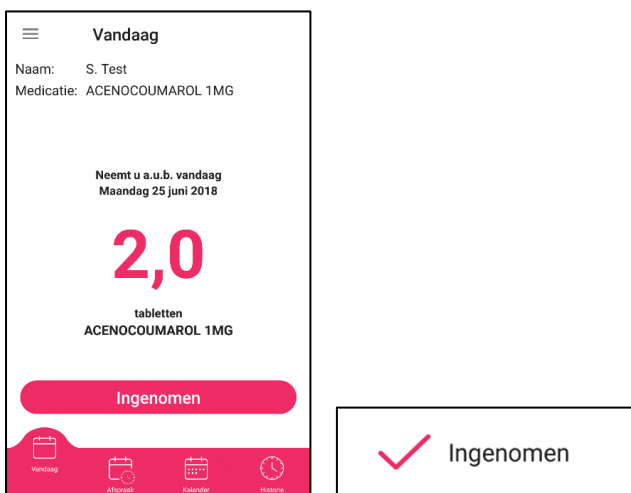 Vandaag
Naam: S. Test
Medicatie: ACENOCOUMAROL 1MG
Neemt u a.u.b. vandaag
Maandag 25 juni 2018
2,0
tabletten
ACENOCOUMAROL 1MG
Ingenomen
Vandaag
Afspraak
Kalender
Historie
Ingenomen